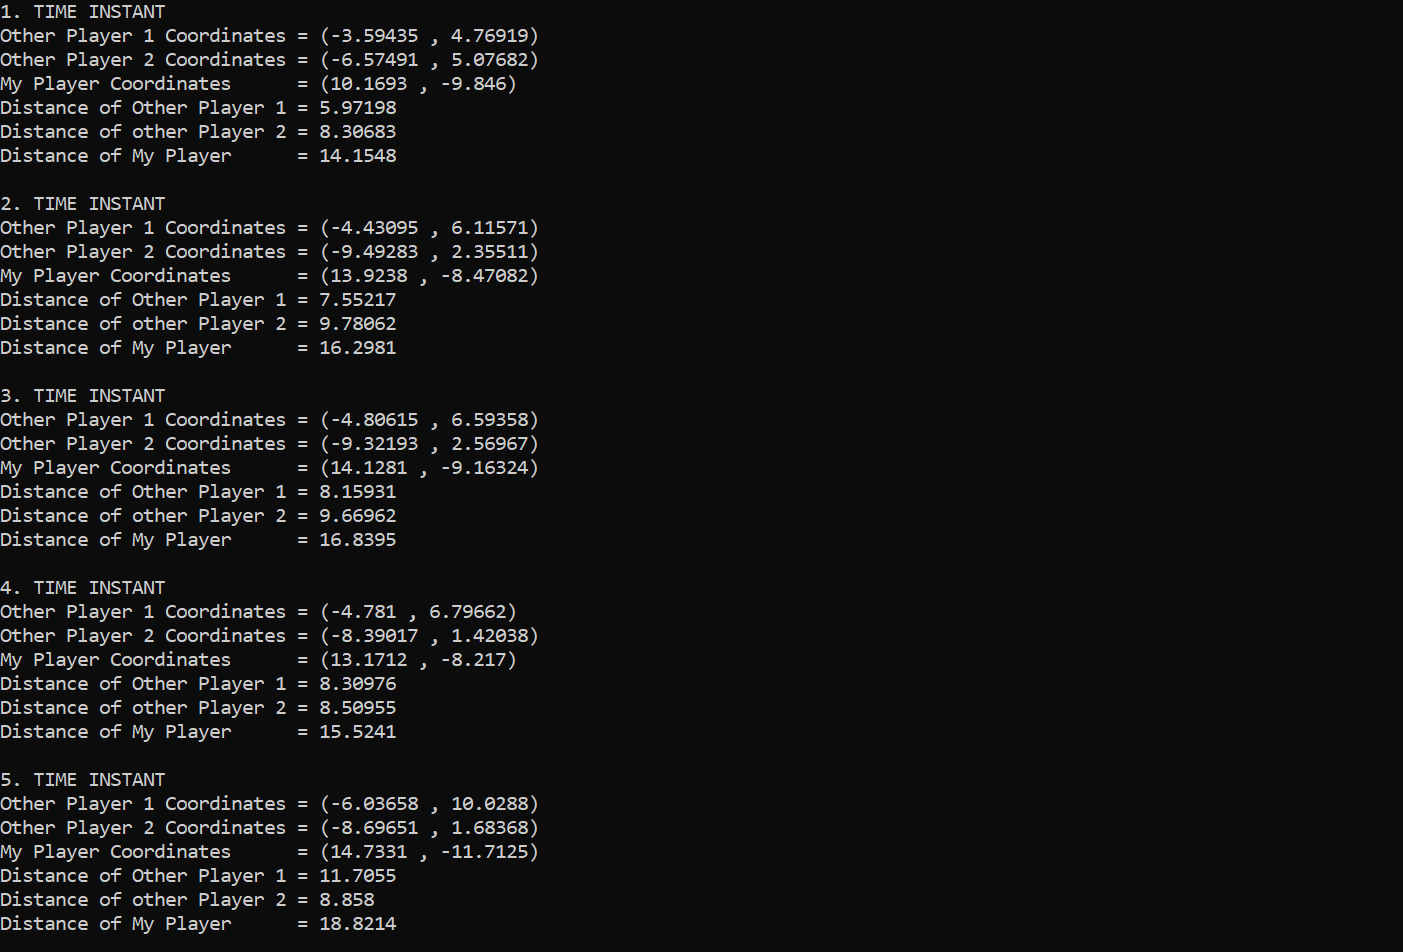 1. TIME INSTANT
Other Player 1 Coordinates = (-3.59435 , 4.76919)
Other Player 2 Coordinates = (-6.57491 , 5.07682)
My Player Coordinates      = (10.1693 , -9.846)
Distance of Other Player 1 = 5.97198
Distance of other Player 2 = 8.30683
Distance of My Player      = 14.1548

2. TIME INSTANT
Other Player 1 Coordinates = (-4.43095 , 6.11571)
Other Player 2 Coordinates = (-9.49283 , 2.35511)
My Player Coordinates      = (13.9238 , -8.47082)
Distance of Other Player 1 = 7.55217
Distance of other Player 2 = 9.78062
Distance of My Player      = 16.2981

3. TIME INSTANT
Other Player 1 Coordinates = (-4.80615 , 6.59358)
Other Player 2 Coordinates = (-9.32193 , 2.56967)
My Player Coordinates      = (14.1281 , -9.16324)
Distance of Other Player 1 = 8.15931
Distance of other Player 2 = 9.66962
Distance of My Player      = 16.8395

4. TIME INSTANT
Other Player 1 Coordinates = (-4.781 , 6.79662)
Other Player 2 Coordinates = (-8.39017 , 1.42038)
My Player Coordinates      = (13.1712 , -8.217)
Distance of Other Player 1 = 8.30976
Distance of other Player 2 = 8.50955
Distance of My Player      = 15.5241

5. TIME INSTANT
Other Player 1 Coordinates = (-6.03658 , 10.0288)
Other Player 2 Coordinates = (-8.69651 , 1.68368)
My Player Coordinates      = (14.7331 , -11.7125)
Distance of Other Player 1 = 11.7055
Distance of other Player 2 = 8.858
Distance of My Player      = 18.8214